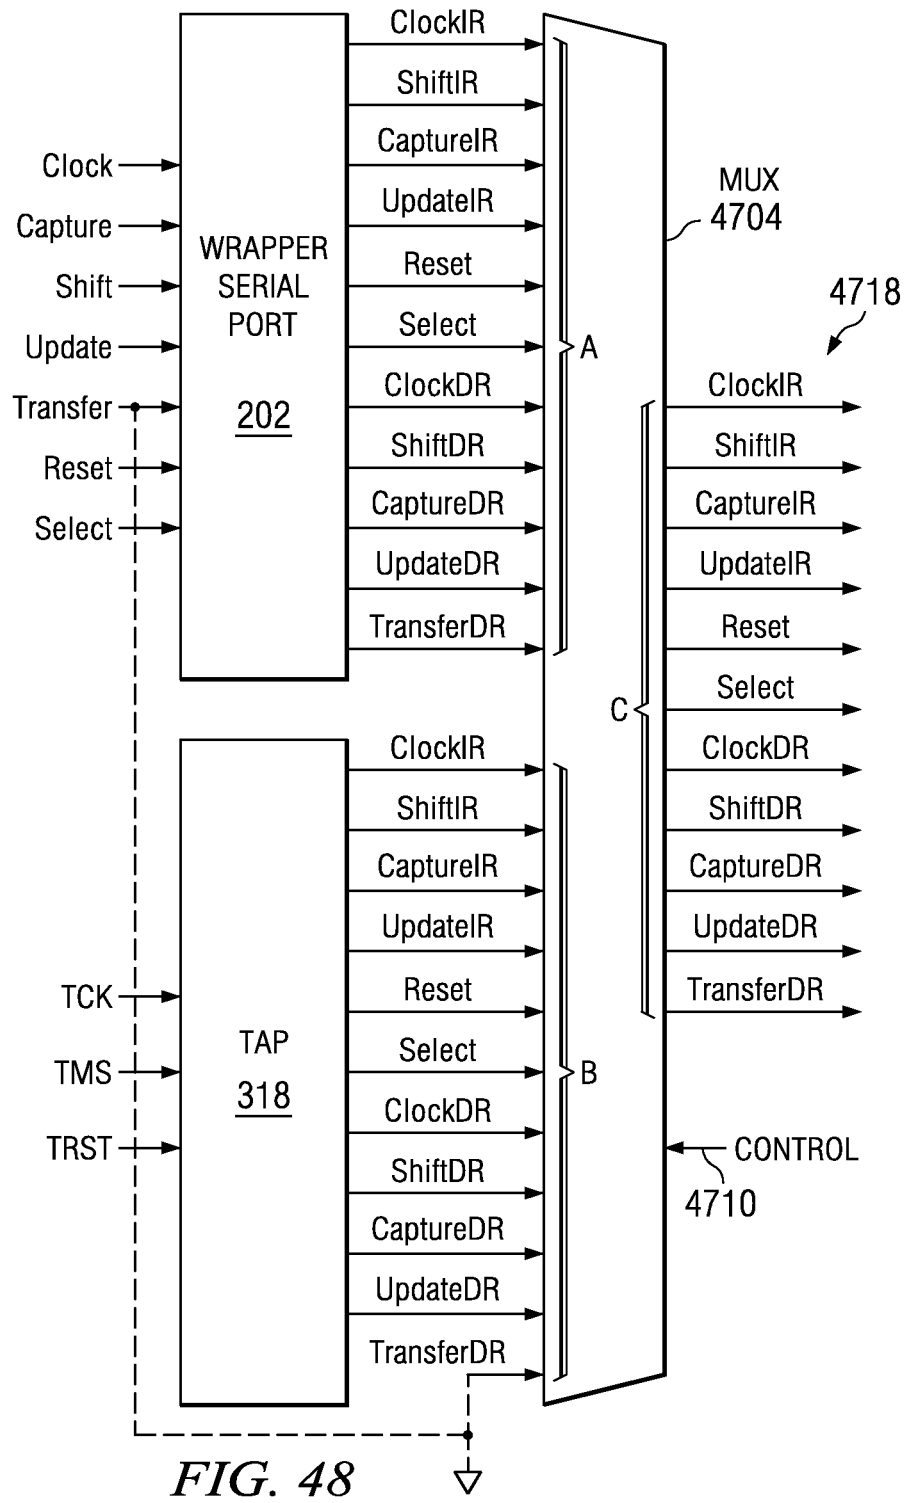 Clock
Capture
Shift
Update
Transfer
Reset
Select
WRAPPER
SERIAL
PORT
202
ClockIR
ShiftIR
CaptureIR
UpdateIR
Reset
Select
ClockDR
ShiftDR
CaptureDR
UpdateDR
TransferDR
A
TCK
TMS
TRST
TAP
318
ClockIR
ShiftIR
CaptureIR
UpdateIR
Reset
Select
ClockDR
ShiftDR
CaptureDR
UpdateDR
TransferDR
B
MUX
4704
4718
C
ClockIR
ShiftIR
CaptureIR
UpdateIR
Reset
Select
ClockDR
ShiftDR
CaptureDR
UpdateDR
TransferDR
CONTROL
4710
FIG. 48